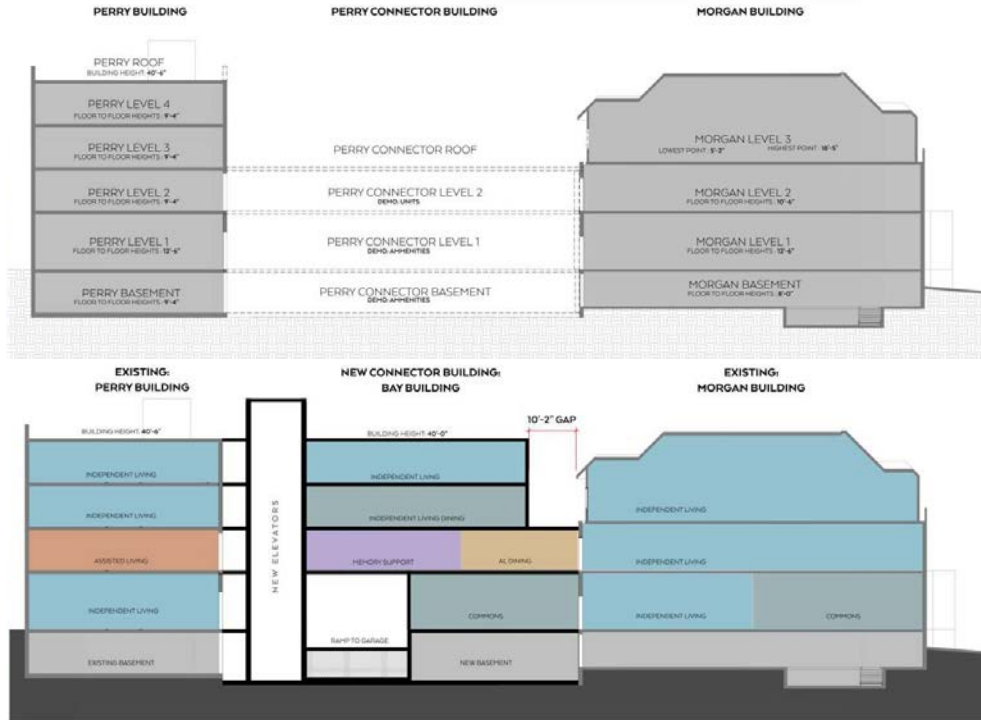 PERRY BUILDING
PERRY CONNECTOR BUILDING
MORGAN BUILDING
PERRY ROOF
BUILDING HEIGHT: 40'-6"
PERRY LEVEL 4
FLOOR TO FLOOR HEIGHTS : 9'-4"
PERRY LEVEL 3
FLOOR TO FLOOR HEIGHTS : 9'-4"
PERRY LEVEL 2
FLOOR TO FLOOR HEIGHTS : 9'-4"
PERRY LEVEL 1
FLOOR TO FLOOR HEIGHTS : 12'-6"
PERRY BASEMENT
FLOOR TO FLOOR HEIGHTS : 9'-4"
PERRY CONNECTOR ROOF
PERRY CONNECTOR LEVEL 2
DEMO: UNITS
PERRY CONNECTOR LEVEL 1
DEMO: AMMENITIES
PERRY CONNECTOR BASEMENT
DEMO: AMMENITIES
MORGAN LEVEL 3
LOWEST POINT : 5'-2"
HIGHEST POINT : 18'-5"
MORGAN LEVEL 2
FLOOR TO FLOOR HEIGHTS : 10'-6"
MORGAN LEVEL 1
FLOOR TO FLOOR HEIGHTS : 12'-6"
MORGAN BASEMENT
FLOOR TO FLOOR HEIGHTS : 8'-0"
EXISTING:
PERRY BUILDING
NEW CONNECTOR BUILDING:
BAY BUILDING
EXISTING:
MORGAN BUILDING
BUILDING HEIGHT: 40'-6"
INDEPENDENT LIVING
INDEPENDENT LIVING
ASSISTED LIVING
INDEPENDENT LIVING
EXISTING BASEMENT
NEW ELEVATORS
BUILDING HEIGHT: 40'-0"
10'-2" GAP
INDEPENDENT LIVING
INDEPENDENT LIVING DINING
MEMORY SUPPORT
AL DINING
COMMONS
RAMP TO GARAGE
NEW BASEMENT
INDEPENDENT LIVING
INDEPENDENT LIVING
INDEPENDENT LIVING
COMMONS